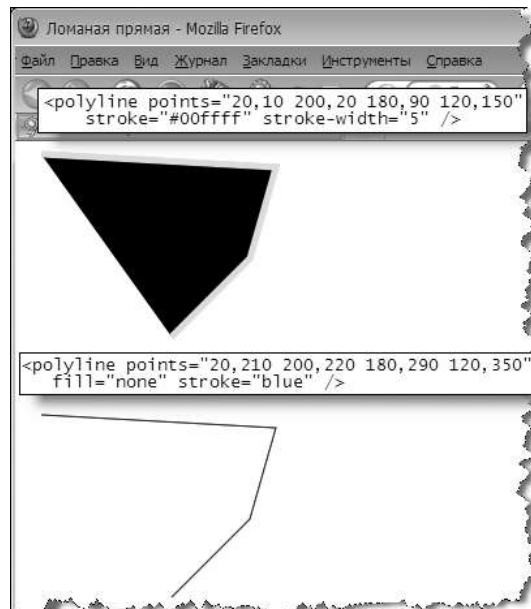 Ломаная прямая - Mozilla Firefox
Файл Правка Вид Журнал Закладки Инструменты Справка
<polyline points="20,10 200,20 180,90 120,150"
stroke="#00ffff" stroke-width="5" />
<polyline points="20,210 200,220 180,290 120,350"
fill="none" stroke="blue" />